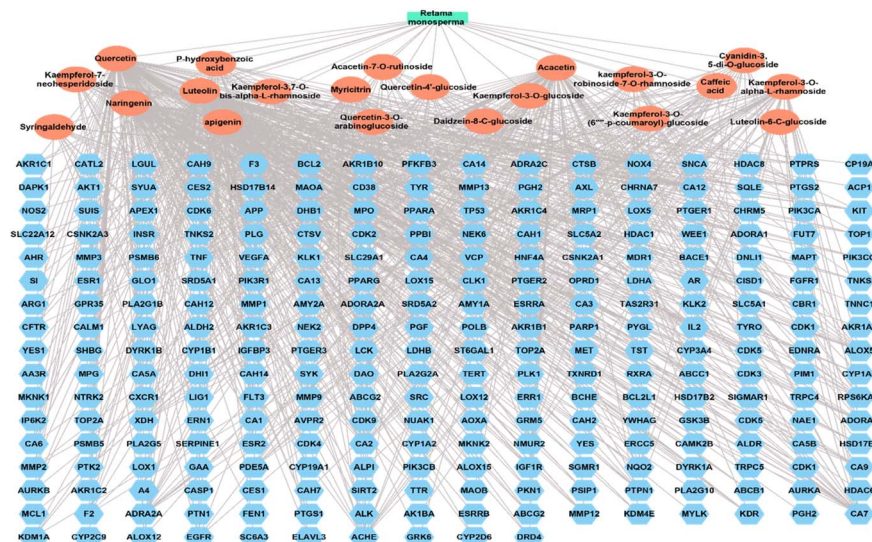 Retama
monosperma
Quercetin
P-hydroxybenzoic
acid
Kaempferol-7-
neohesperidoside
Luteolin
Kaempferol-3,7,O-
bis-alpha-L-rhamnoside
Naringenin
Syringaldehyde
apigenin
Acacetin-7-O-rutinoside
Myricitrin
Quercetin-4'-glucoside
Quercetin-3-O-
arabinoglucoside
Acacetin
Kaempferol-3-O-glucoside
Daidzein-8-C-glucoside
kaempferol-3-O-
robinoside-7-O-rhamnoside
Kaempferol-3-O-
(6""-p-coumaroyl)-glucoside
Cyanidin-3,
5-di-O-glucoside
Caffeic
acid
Kaempferol-3-O-
alpha-L-rhamnoside
Luteolin-6-C-glucoside
AKR1C1 CATL2 LGUL CAH9 F3 BCL2 AKR1B10 PFKFB3 CA14 ADRA2C CTSB NOX4 SNCA HDAC8 PTPRS CP19A
DAPK1 AKT1 SYUA CES2 HSD17B14 MAOA CD38 TYR MMP13 PGH2 AXL CHRNA7 CA12 SQLE PTGS2 ACP1
NOS2 SUIS APEX1 CDK6 APP DHB1 MPO PPARA TP53 AKR1C4 MRP1 LOX5 PTGER1 CHRM5 PIK3CA KIT
SLC22A12 CSNK2A3 INSR TNKS2 PLG CTSV CDK2 PPBI NEK6 CAH1 SLC5A2 HDAC1 WEE1 ADORA1 FUT7 TOP1
AHR MMP3 PSMB6 TNF VEGFA KLK1 SLC29A1 CA4 VCP HNF4A CSNK2A1 MDR1 BACE1 DNLI1 MAPT PIK3CG
SI ESR1 GLO1 SRD5A1 PIK3R1 CA13 PPARG LOX15 CLK1 PTGER2 OPRD1 LDHA AR CISD1 FGFR1 TNKS
ARG1 GPR35 PLA2G1B CAH12 MMP1 AMY2A ADORA2A SRD5A2 AMY1A ESRRA CA3 TAS2R31 KLK2 SLC5A1 CBR1 TNNC1
CFTR CALM1 LYAG ALDH2 AKR1C3 NEK2 DPP4 PGF POLB AKR1B1 PARP1 PYGL IL2 TYRO CDK1 AKR1A
YES1 SHBG DYRK1B CYP1B1 IGFBP3 PTGER3 LCK LDHB ST6GAL1 TOP2A MET TST CYP3A4 CDK5 EDNRA ALOX5
AA3R MPG CA5A DHI1 CAH14 SYK DAO PLA2G2A TERT PLK1 TXNRD1 RXRA ABCC1 CDK3 PIM1 CYP1A
MKNK1 NTRK2 CXCR1 LIG1 FLT3 MMP9 ABCG2 SRC LOX12 ERR1 BCHE BCL2L1 HSD17B2 SIGMAR1 TRPC4 RPS6KA
IP6K2 TOP2A XDH ERN1 CA1 AVPR2 CDK9 NUAK1 AOXA GRM5 CAH2 YWHAG GSK3B CDK5 NAE1 ADORA
CA6 PSMB5 PLA2G5 SERPINE1 ESR2 CDK4 CA2 CYP1A2 MKNK2 NMUR2 YES ERCC5 CAMK2B ALDR CA5B HSD17B
MMP2 PTK2 LOX1 GAA PDE5A CYP19A1 ALPI PIK3CB ALOX15 IGF1R SGMR1 NQO2 DYRK1A TRPC5 CDK1 CA9
AURKB AKR1C2 A4 CASP1 CES1 CAH7 SIRT2 TTR MAOB PKN1 PSIP1 PTPN1 PLA2G10 ABCB1 AURKA HDAC6
MCL1 F2 ADRA2A PTN1 FEN1 PTGS1 ALK AK1BA ESRRB ABCG2 MMP12 KDM4E MYLK KDR PGH2 CA7
KDM1A CYP2C9 ALOX12 EGFR SC6A3 ELAVL3 ACHE GRK6 CYP2D6 DRD4